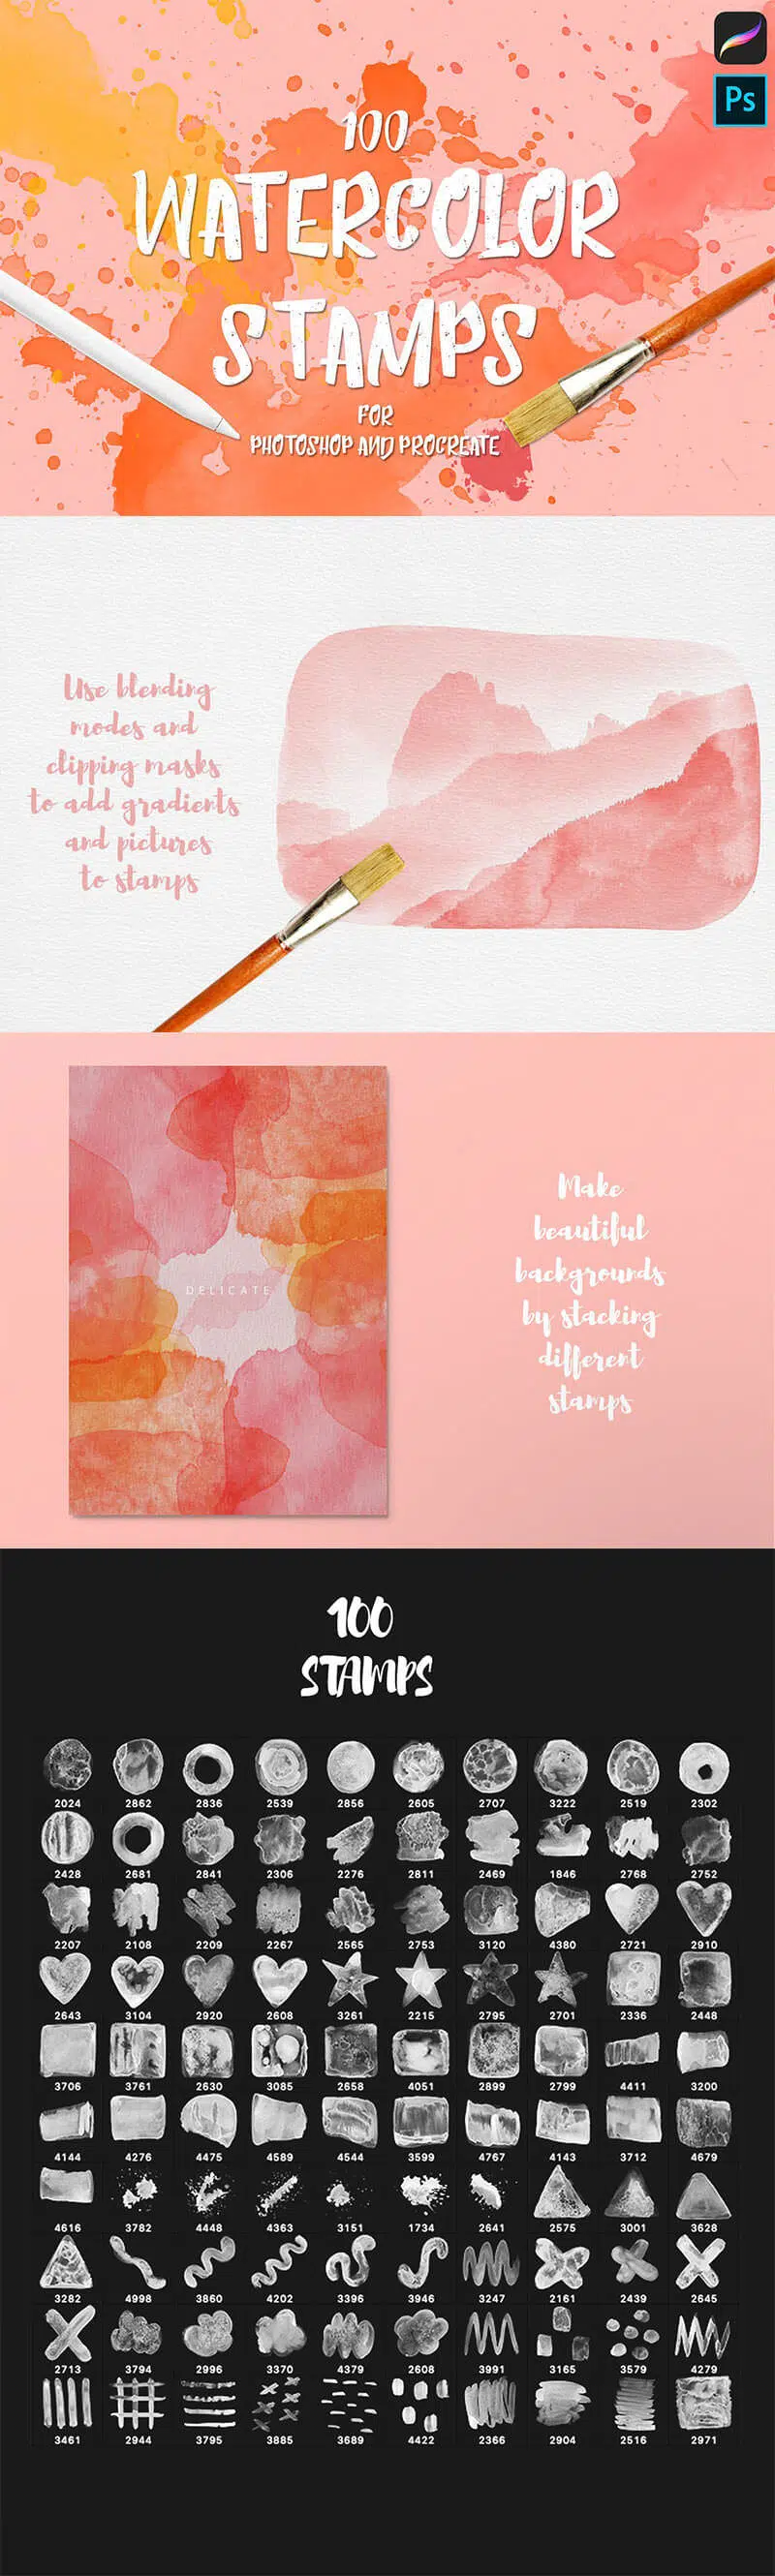 Ps
100
WATERCOLOR
STAMPS
FOR
PHOTOSHOP AND PROCREATE
Use blending
modes and
clipping masks
to add gradients
and pictures
to stamps
DELICATE
Make
beautiful
backgrounds
by stacking
different
stamps
100
STAMPS
2024 2862 2836 2539 2856 2605 2707 3222 2519 2302
2428 2681 2841 2306 2276 2811 2469 1846 2768 2752
2207 2108 2209 2267 2565 2753 3120 4380 2721 2910
2643 3104 2920 2608 3261 2215 2795 2701 2336 2448
3706 3761 2630 3085 2658 4051 2899 2799 4411 3200
4144 4276 4475 4589 4544 3599 4767 4143 3712 4679
4616 3782 4448 4363 3151 1734 2641 2575 3001 3628
3282 4998 3860 4202 3396 3946 3247 2161 2439 2645
2713 3794 2996 3370 4379 2608 3991 3165 3579 4279
3461 2944 3795 3885 3689 4422 2366 2904 2516 2971